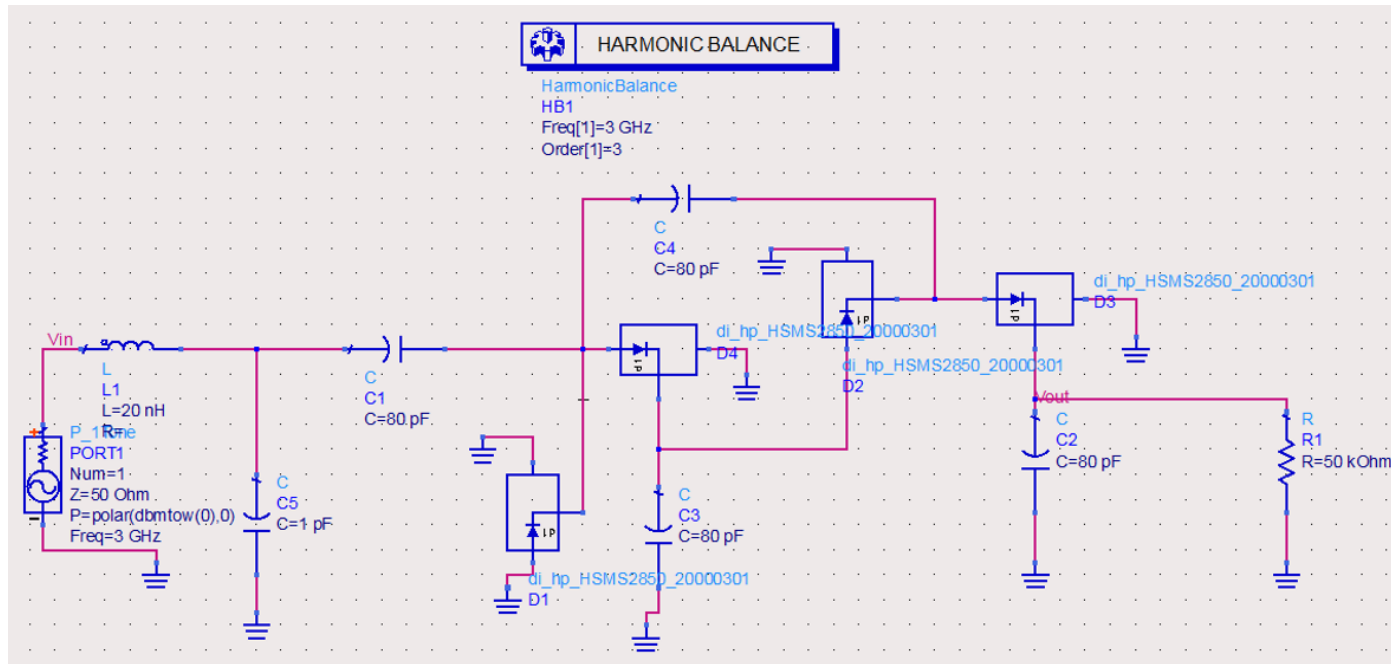 HARMONIC BALANCE
HarmonicBalance
HB1
Freq[1]=3 GHz
Order[1]=3
C
C4
C=80 pF
di_hp_HSMS2850_20000301
D3
di_hp_HSMS2850_20000301
D4
di_hp_HSMS2850_20000301
D2
Vin
L
L1
L=20 nH
R=
C
C1
C=80 pF
Vout
C
C2
C=80 pF
R
R1
R=50 kOhm
P_1Tone
PORT1
Num=1
Z=50 Ohm
P=polar(dbmtow(0),0)
Freq=3 GHz
C
C5
C=1 pF
C
C3
C=80 pF
di_hp_HSMS2850_20000301
D1